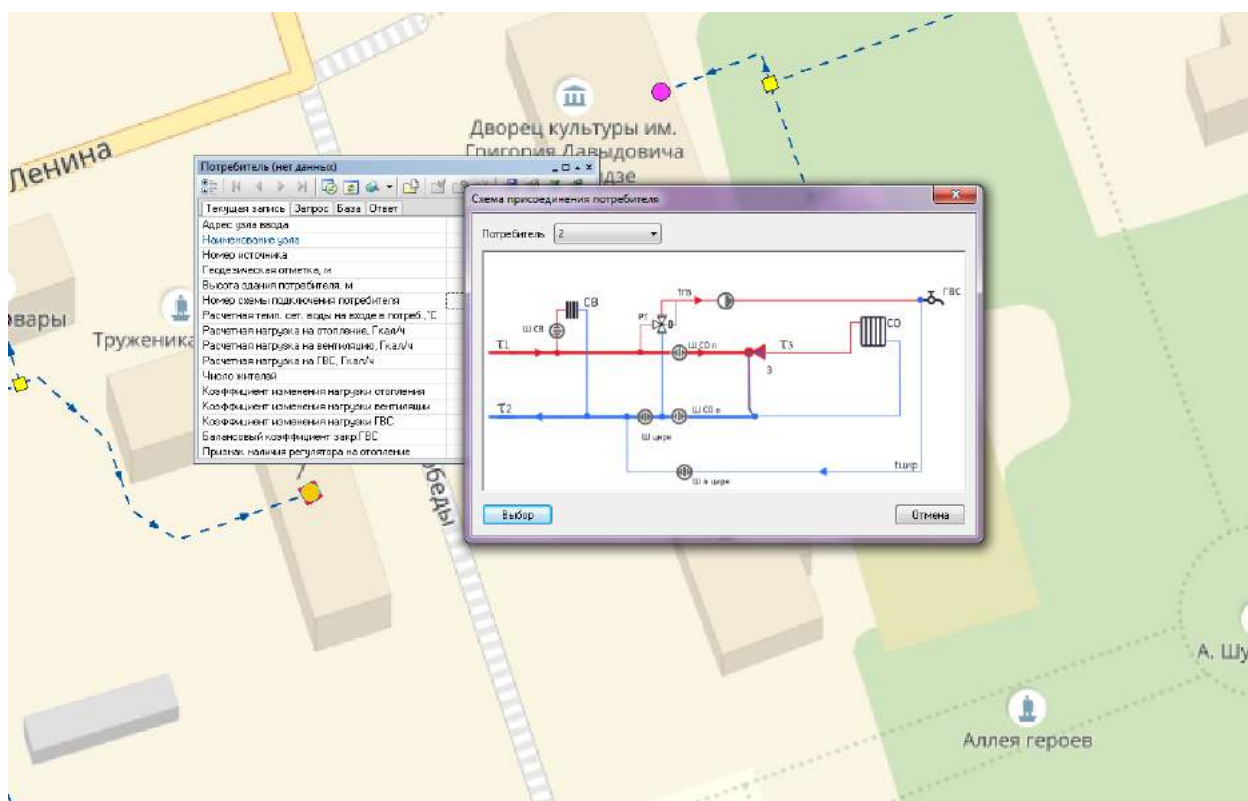 Ленина
Дворец культуры им.
Григория Давыдовича
дзе
Потребитель (нет данных)
Текущая запись Запрос База Ответ
Адрес узла ввода
Наименование узла
Номер источника
Геодезическая отметка, м
Высота здания потребителя, м
Номер схемы подключения потребителя
Расчетная темп. сет. воды на входе в потреб.,°C
Расчетная нагрузка на отопление, Гкал/ч
Расчетная нагрузка на вентиляцию, Гкал/ч
Расчетная нагрузка на ГВС, Гкал/ч
Число жителей
Коэффициент изменения нагрузки отопления
Коэффициент изменения нагрузки вентиляции
Коэффициент изменения нагрузки ГВС
Балансовый коэффициент закр.ГВС
Признак наличия регулятора на отопление
Схема присоединения потребителя
Потребитель 2
СВ
tгв
ГВС
Ш СВ
РТ
СО
τ1
Ш СО п
τ3
Э
τ2
Ш СО о
Ш цирк
tцир
Ш в цирк
Выбор
Отмена
овары
Труженика
обеды
А. Шу
Аллея героев